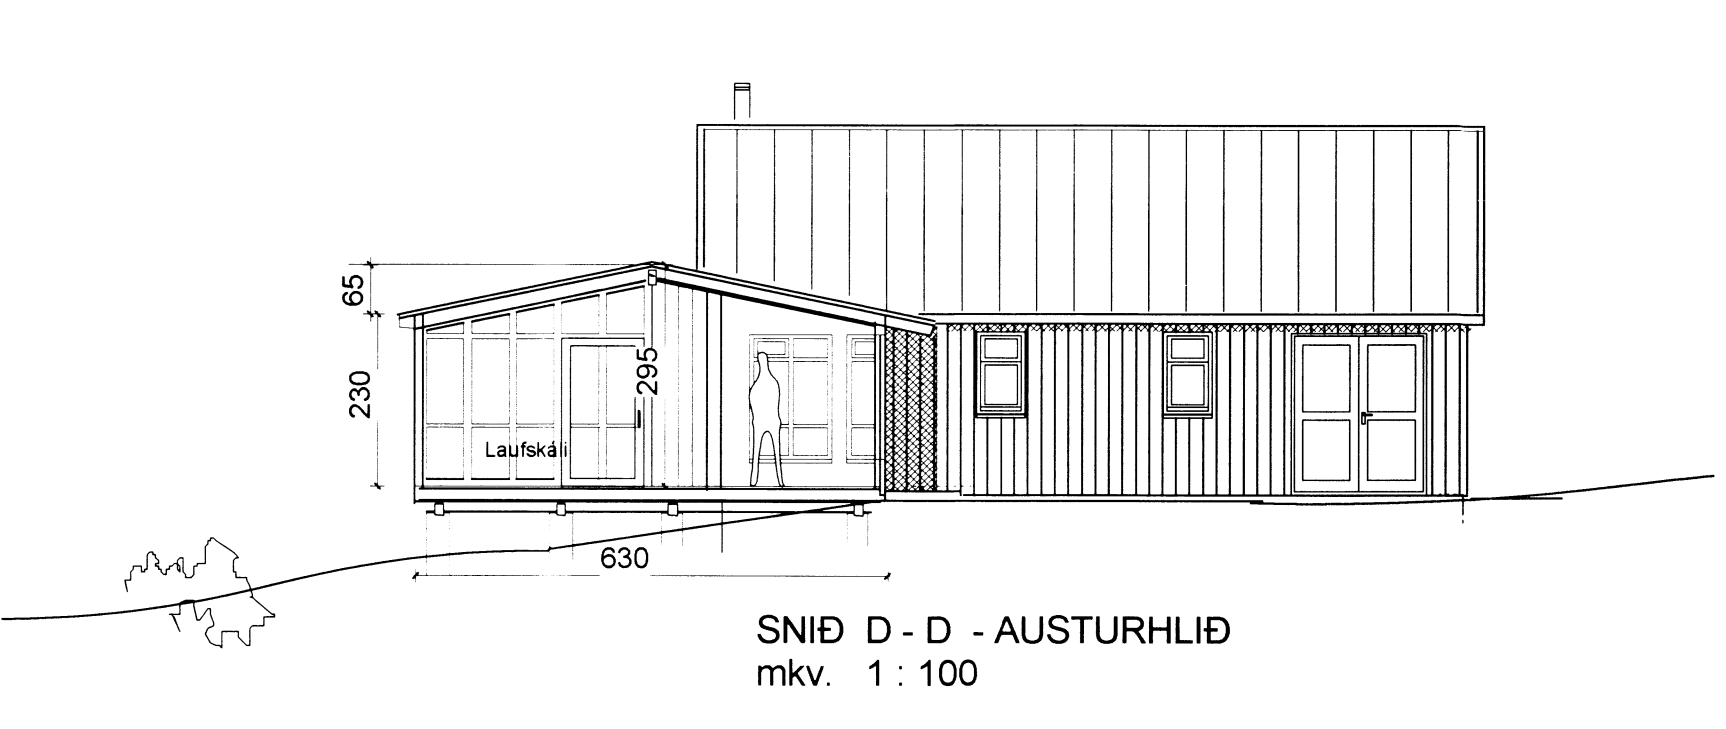 65
230
295
Laufskáli
630
SNIÐ D - D - AUSTURHLIÐ
mkv. 1 : 100